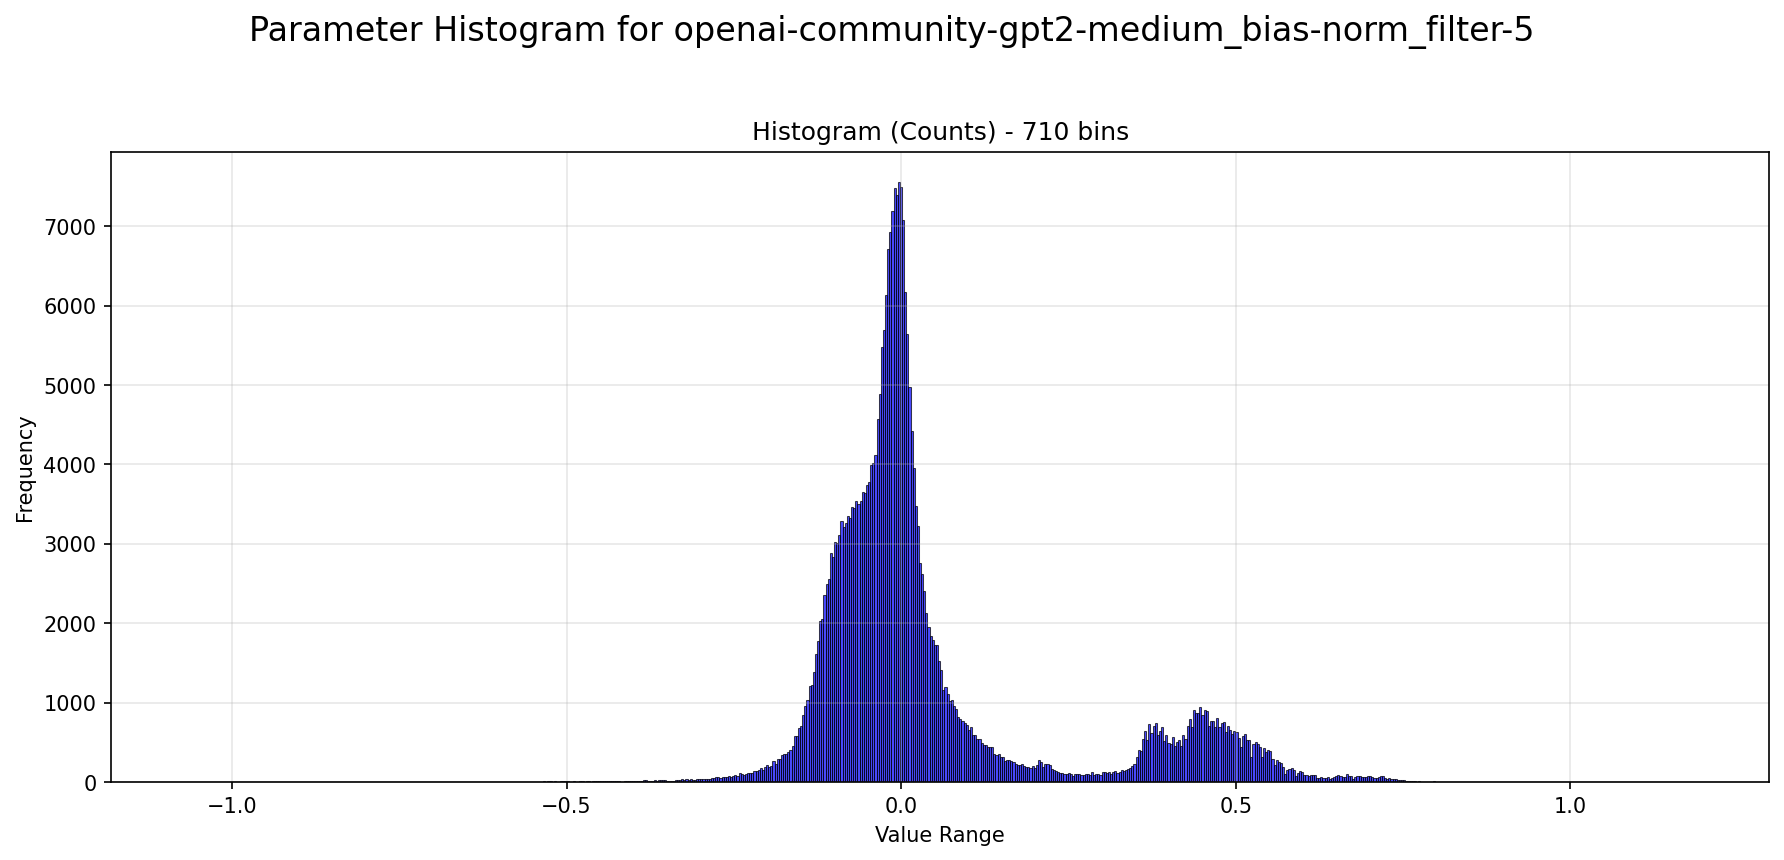 Parameter Histogram for openai-community-gpt2-medium_bias-norm_filter-5
Histogram (Counts) - 710 bins
Frequency
7000
6000
5000
4000
3000
2000
1000
0
−1.0 −0.5 0.0 0.5 1.0
Value Range